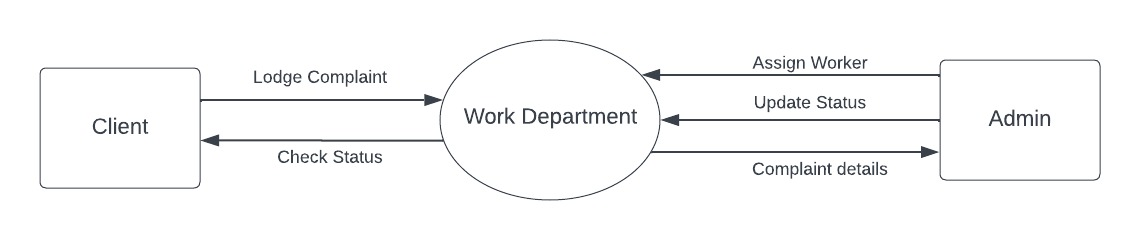 Lodge Complaint
Client
Check Status
Work Department
Assign Worker
Update Status
Complaint details
Admin